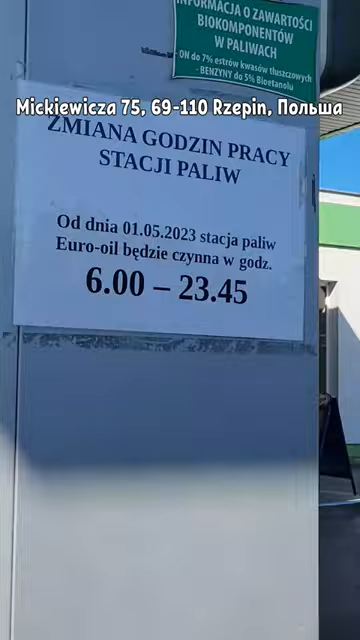 INFORMACJA O ZAWARTOŚCI
BIOKOMPONENTÓW
W PALIWACH
ON do 7% estrów kwasów tłuszczowych
- BENZYNY do 5% Bioetanolu
Mickiewicza 75, 69-110 Rzepin, Польша
ZMIANA GODZIN PRACY
STACJI PALIW
Od dnia 01.05.2023 stacja paliw
Euro-oil będzie czynna w godz.
6.00 – 23.45